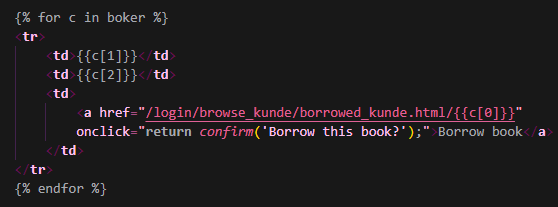 {% for c in boker %}
<tr>
<td>{{c[1]}}</td>
<td>{{c[2]}}</td>
<td>
<a href="/login/browse_kunde/borrowed_kunde.html/{{c[0]}}"
onclick="return confirm('Borrow this book?');">Borrow book</a>
</td>
</tr>
{% endfor %}